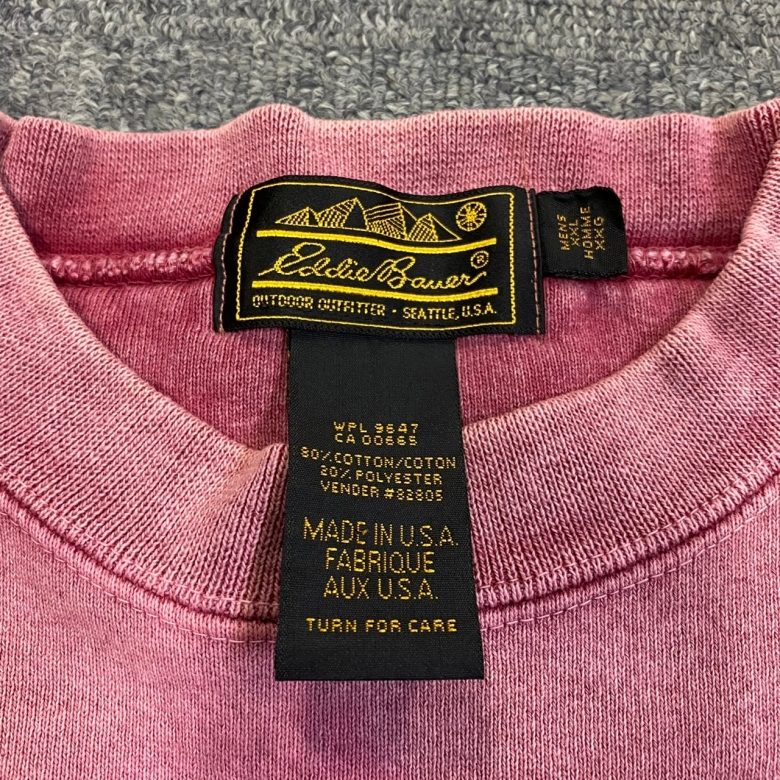 Eddie Bauer®
OUTDOOR OUTFITTER • SEATTLE, U.S.A.
MENS
XXL
HOMME
XXG
WPL 9647
CA 00665
80% COTTON/COTON
20% POLYESTER
VENDER #82805
MADE IN U.S.A.
FABRIQUE
AUX U.S.A.
TURN FOR CARE